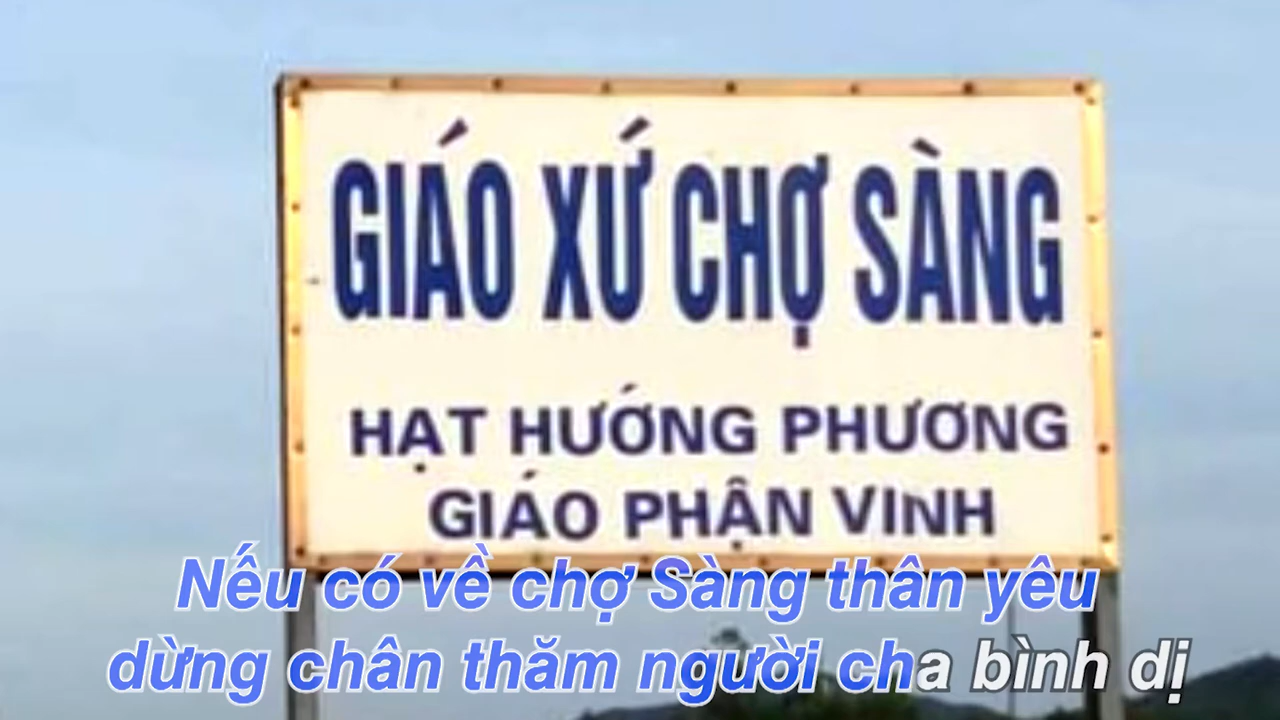 GIÁO XỨ CHỢ SÀNG
HẠT HƯỚNG PHƯƠNG
GIÁO PHẬN VINH
Nếu có về chợ Sàng thân yêu
dừng chân thăm người cha bình dị